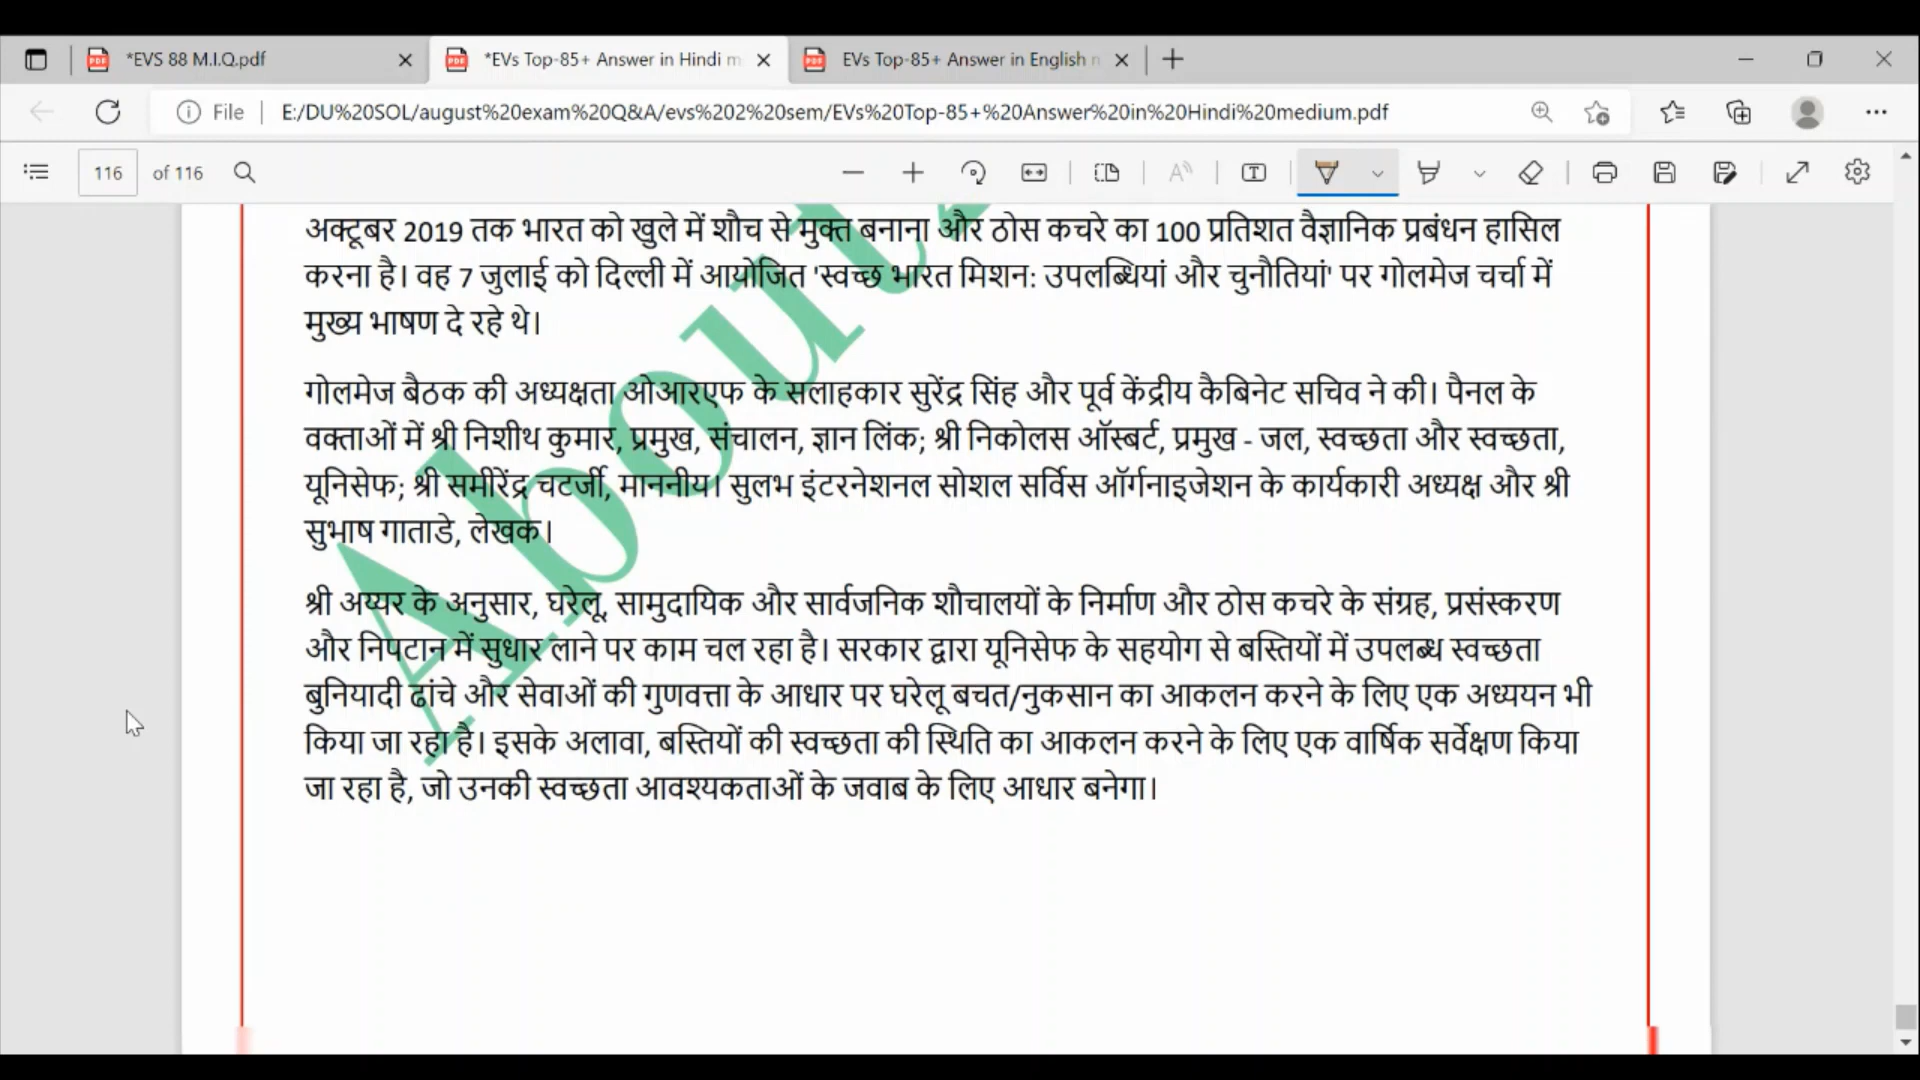 *EVS 88 M.I.Q.pdf
*EVs Top-85+ Answer in Hindi m
EVs Top-85+ Answer in English
File
E:/DU%20SOL/august%20exam%20Q&A/evs%202%20sem/EVs%20Top-85+%20Answer%20in%20Hindi%20medium.pdf
116 of 116
अक्टूबर 2019 तक भारत को खुले में शौच से मुक्त बनाना और ठोस कचरे का 100 प्रतिशत वैज्ञानिक प्रबंधन हासिल
करना है। वह 7 जुलाई को दिल्ली में आयोजित 'स्वच्छ भारत मिशन: उपलब्धियां और चुनौतियां' पर गोलमेज चर्चा में
मुख्य भाषण दे रहे थे।
गोलमेज बैठक की अध्यक्षता ओआरएफ के सलाहकार सुरेंद्र सिंह और पूर्व केंद्रीय कैबिनेट सचिव ने की। पैनल के
वक्ताओं में श्री निशीथ कुमार, प्रमुख, संचालन, ज्ञान लिंक; श्री निकोलस ऑस्बर्ट, प्रमुख - जल, स्वच्छता और स्वच्छता,
यूनिसेफ; श्री समीरेंद्र चटर्जी, माननीय। सुलभ इंटरनेशनल सोशल सर्विस ऑर्गनाइजेशन के कार्यकारी अध्यक्ष और श्री
सुभाष गाताडे, लेखक।
श्री अय्यर के अनुसार, घरेलू, सामुदायिक और सार्वजनिक शौचालयों के निर्माण और ठोस कचरे के संग्रह, प्रसंस्करण
और निपटान में सुधार लाने पर काम चल रहा है। सरकार द्वारा यूनिसेफ के सहयोग से बस्तियों में उपलब्ध स्वच्छता
बुनियादी ढांचे और सेवाओं की गुणवत्ता के आधार पर घरेलू बचत/नुकसान का आकलन करने के लिए एक अध्ययन भी
किया जा रहा है। इसके अलावा, बस्तियों की स्वच्छता की स्थिति का आकलन करने के लिए एक वार्षिक सर्वेक्षण किया
जा रहा है, जो उनकी स्वच्छता आवश्यकताओं के जवाब के लिए आधार बनेगा।
About